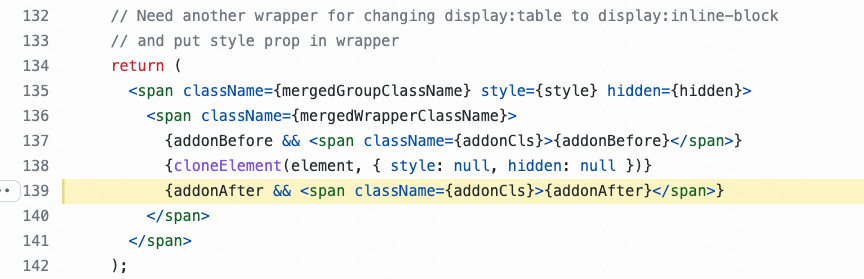 132 // Need another wrapper for changing display:table to display:inline-block
133 // and put style prop in wrapper
134 return (
135 <span className={mergedGroupClassName} style={style} hidden={hidden}>
136 <span className={mergedWrapperClassName}>
137 {addonBefore && <span className={addonCls}>{addonBefore}</span>}
138 {cloneElement(element, { style: null, hidden: null })}
139 {addonAfter && <span className={addonCls}>{addonAfter}</span>}
140 </span>
141 </span>
142 );